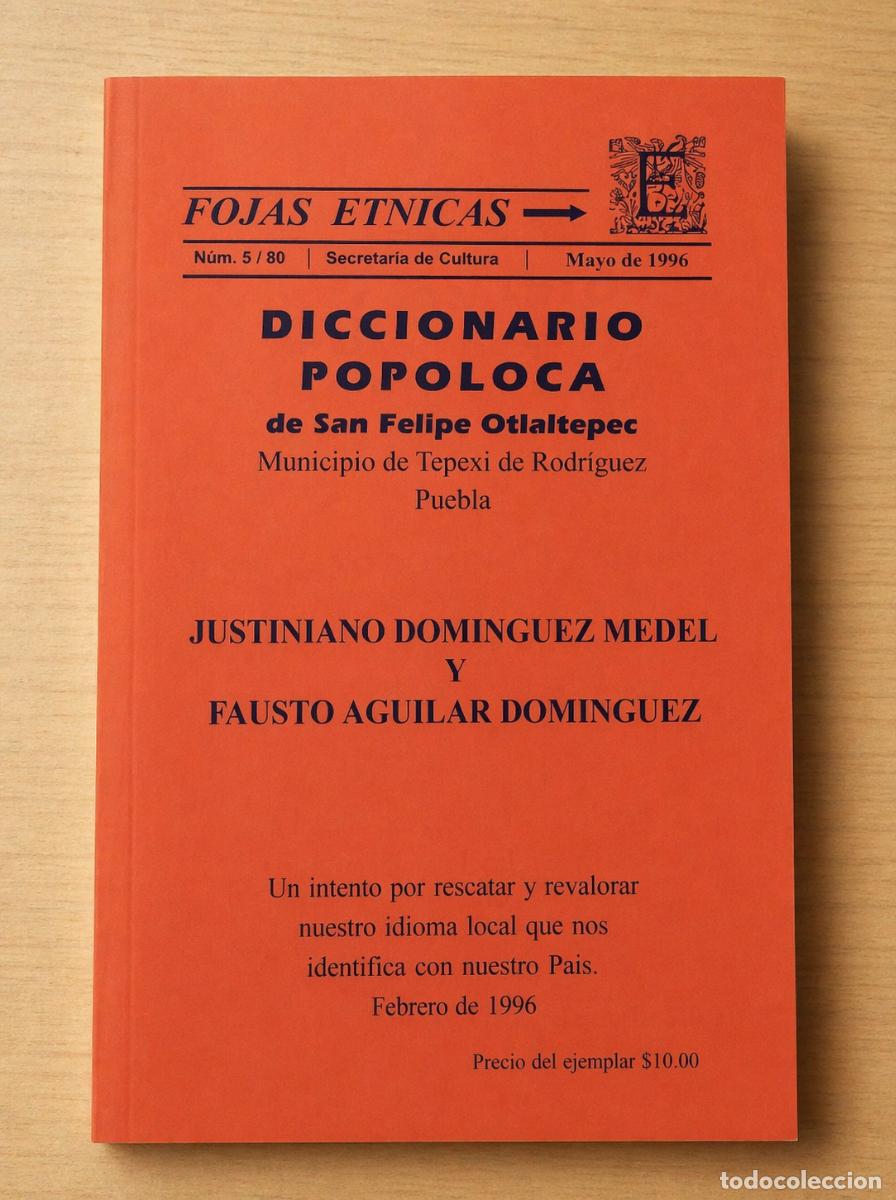 FOJAS ETNICAS
E
Núm. 5 / 80 | Secretaría de Cultura | Mayo de 1996
DICCIONARIO
POPOLOCA
de San Felipe Otlaltepec
Municipio de Tepexi de Rodríguez
Puebla
JUSTINIANO DOMINGUEZ MEDEL
Y
FAUSTO AGUILAR DOMINGUEZ
Un intento por rescatar y revalorar
nuestro idioma local que nos
identifica con nuestro Pais.
Febrero de 1996
Precio del ejemplar $10.00
todocoleccion